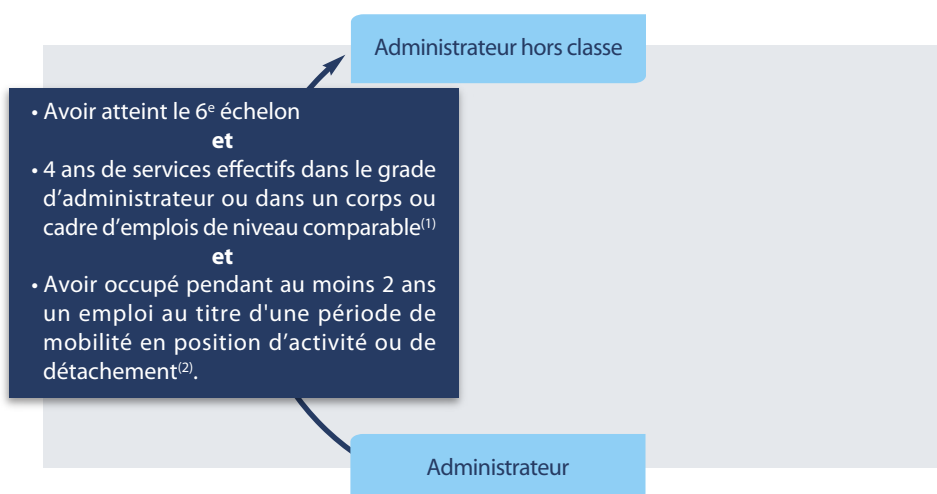 Administrateur hors classe
• Avoir atteint le 6e échelon
et
• 4 ans de services effectifs dans le grade
d’administrateur ou dans un corps ou
cadre d’emplois de niveau comparable(1)
et
• Avoir occupé pendant au moins 2 ans
un emploi au titre d'une période de
mobilité en position d’activité ou de
détachement(2).
Administrateur